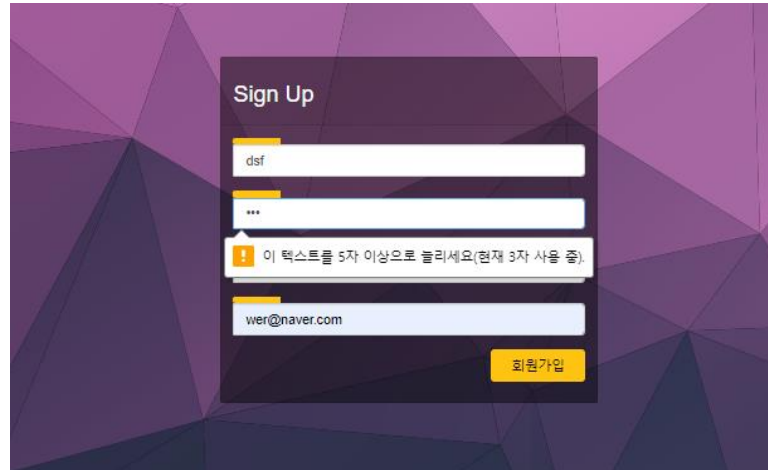 Sign Up
dsf
•••
이 텍스트를 5자 이상으로 늘리세요(현재 3자 사용 중).
wer@naver.com
회원가입